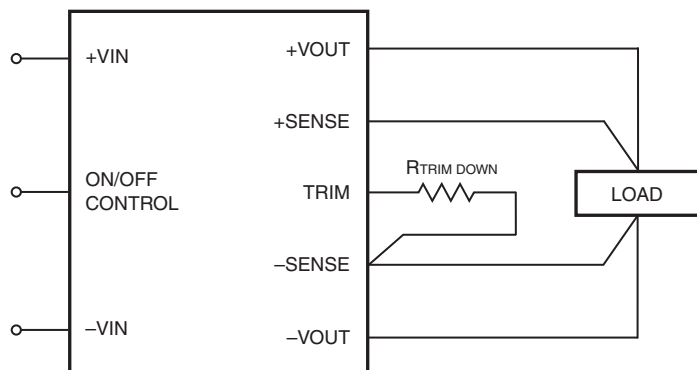 +VIN
ON/OFF
CONTROL
–VIN
+VOUT
+SENSE
TRIM
–SENSE
–VOUT
RTRIM DOWN
LOAD